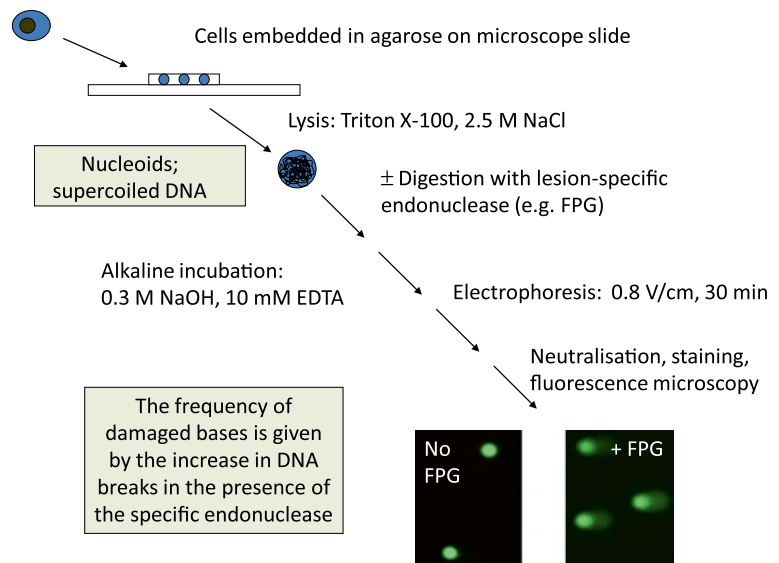 Cells embedded in agarose on microscope slide
Lysis: Triton X-100, 2.5 M NaCl
Nucleoids;
supercoiled DNA
± Digestion with lesion-specific
endonuclease (e.g. FPG)
Alkaline incubation:
0.3 M NaOH, 10 mM EDTA
Electrophoresis: 0.8 V/cm, 30 min
Neutralisation, staining,
fluorescence microscopy
The frequency of
damaged bases is given
by the increase in DNA
breaks in the presence of
the specific endonuclease
No
FPG
+ FPG